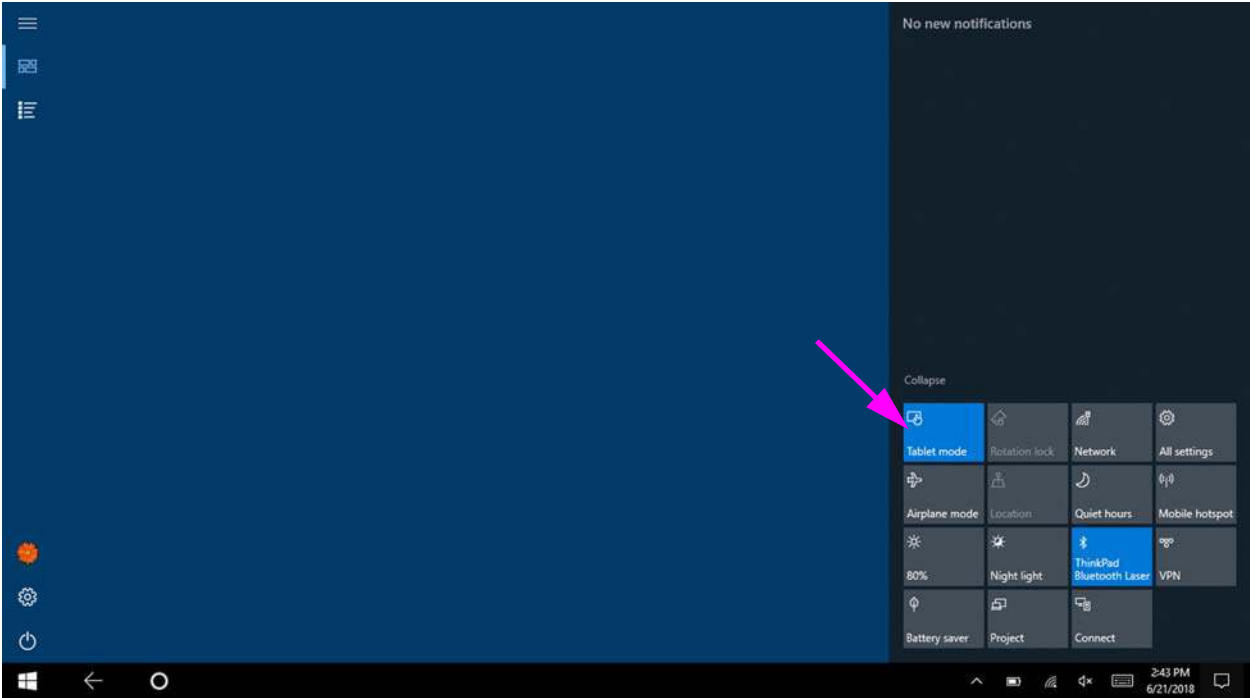 No new notifications
Collapse
Tablet mode
Rotation lock
Network
All settings
Airplane mode
Location
Quiet hours
Mobile hotspot
80%
Night light
ThinkPad
Bluetooth Laser
VPN
Battery saver
Project
Connect
2:43 PM
6/21/2018